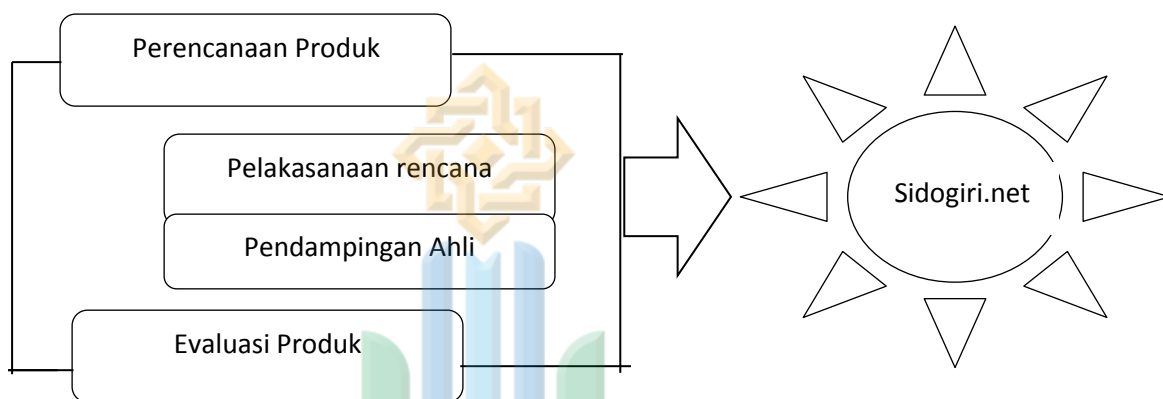 Perencanaan Produk
Pelakasanaan rencana
Pendampingan Ahli
Evaluasi Produk
Sidogiri.net